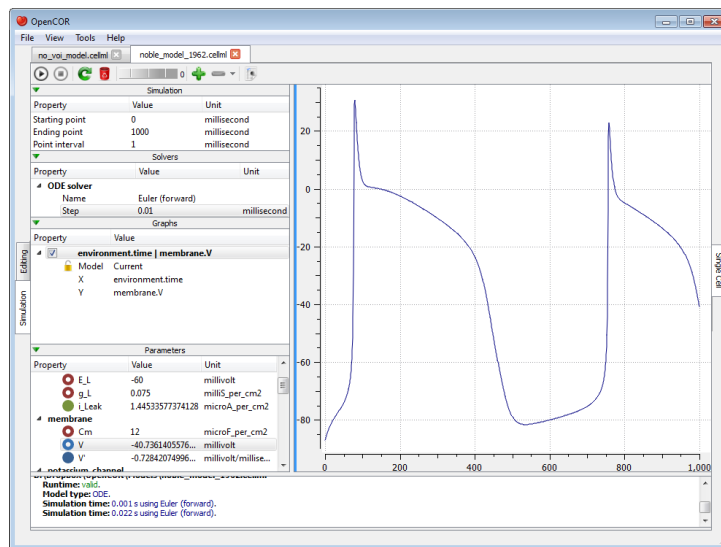 OpenCOR
File View Tools Help
no_voi_model.cellml noble_model_1962.cellml
0
Simulation
Property Value Unit
Starting point 0 millisecond
Ending point 1000 millisecond
Point interval 1 millisecond
Solvers
Property Value Unit
ODE solver
Name Euler (forward)
Step 0.01 millisecond
Graphs
Property Value
environment.time | membrane.V
Model Current
X environment.time
Y membrane.V
Parameters
Property Value Unit
E_L -60 millivolt
g_L 0.075 milliS_per_cm2
i_Leak 1.44533577374128 microA_per_cm2
membrane
Cm 12 microF_per_cm2
V -40.7361405576... millivolt
V' -0.72842074996... millivolt/millise...
potassium_channel
Runtime: valid.
Model type: ODE.
Simulation time: 0.001 s using Euler (forward).
Simulation time: 0.022 s using Euler (forward).
Editing
Simulation
20
0
-20
-40
-60
-80
0 200 400 600 800 1,000
Single Cell